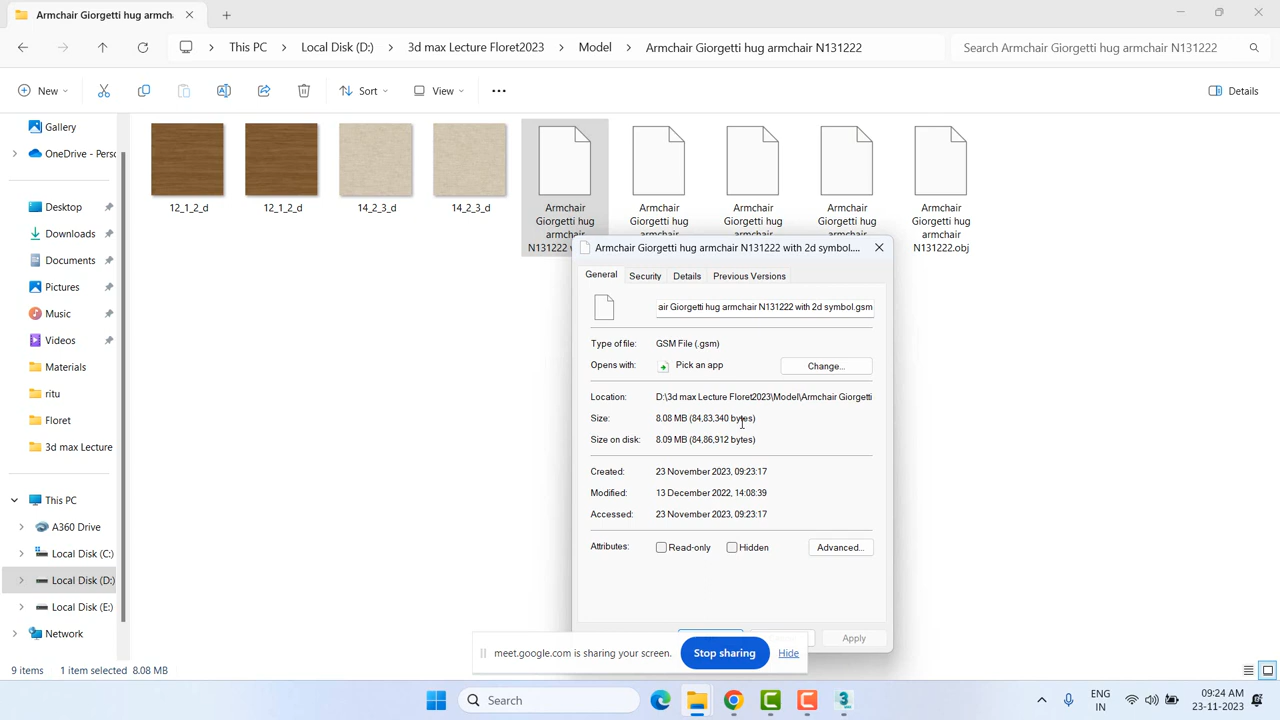 Armchair Giorgetti hug armch
This PC
Local Disk (D:)
3d max Lecture Floret2023
Model
Armchair Giorgetti hug armchair N131222
Search Armchair Giorgetti hug armchair N131222
New
Sort
View
Details
Gallery
OneDrive - Perso
Desktop
Downloads
Documents
Pictures
Music
Videos
Materials
ritu
Floret
3d max Lecture
This PC
A360 Drive
Local Disk (C:)
Local Disk (D:)
Local Disk (E:)
Network
12_1_2_d
12_1_2_d
14_2_3_d
14_2_3_d
Armchair
Giorgetti hug
armchair
N131222
Armchair
Giorgetti hug
armchair
Armchair
Giorgetti hug
armchair
Armchair
Giorgetti hug
armchair
Armchair
Giorgetti hug
armchair
N131222.obj
Armchair Giorgetti hug armchair N131222 with 2d symbol....
General
Security
Details
Previous Versions
air Giorgetti hug armchair N131222 with 2d symbol.gsm
Type of file: GSM File (.gsm)
Opens with: Pick an app
Change...
Location: D:\3d max Lecture Floret2023\Model\Armchair Giorgetti
Size: 8.08 MB (84,83,340 bytes)
Size on disk: 8.09 MB (84,86,912 bytes)
Created: 23 November 2023, 09:23:17
Modified: 13 December 2022, 14:08:39
Accessed: 23 November 2023, 09:23:17
Attributes: Read-only Hidden
Advanced...
Apply
meet.google.com is sharing your screen.
Stop sharing
Hide
9 items
1 item selected 8.08 MB
Search
ENG
IN
09:24 AM
23-11-2023